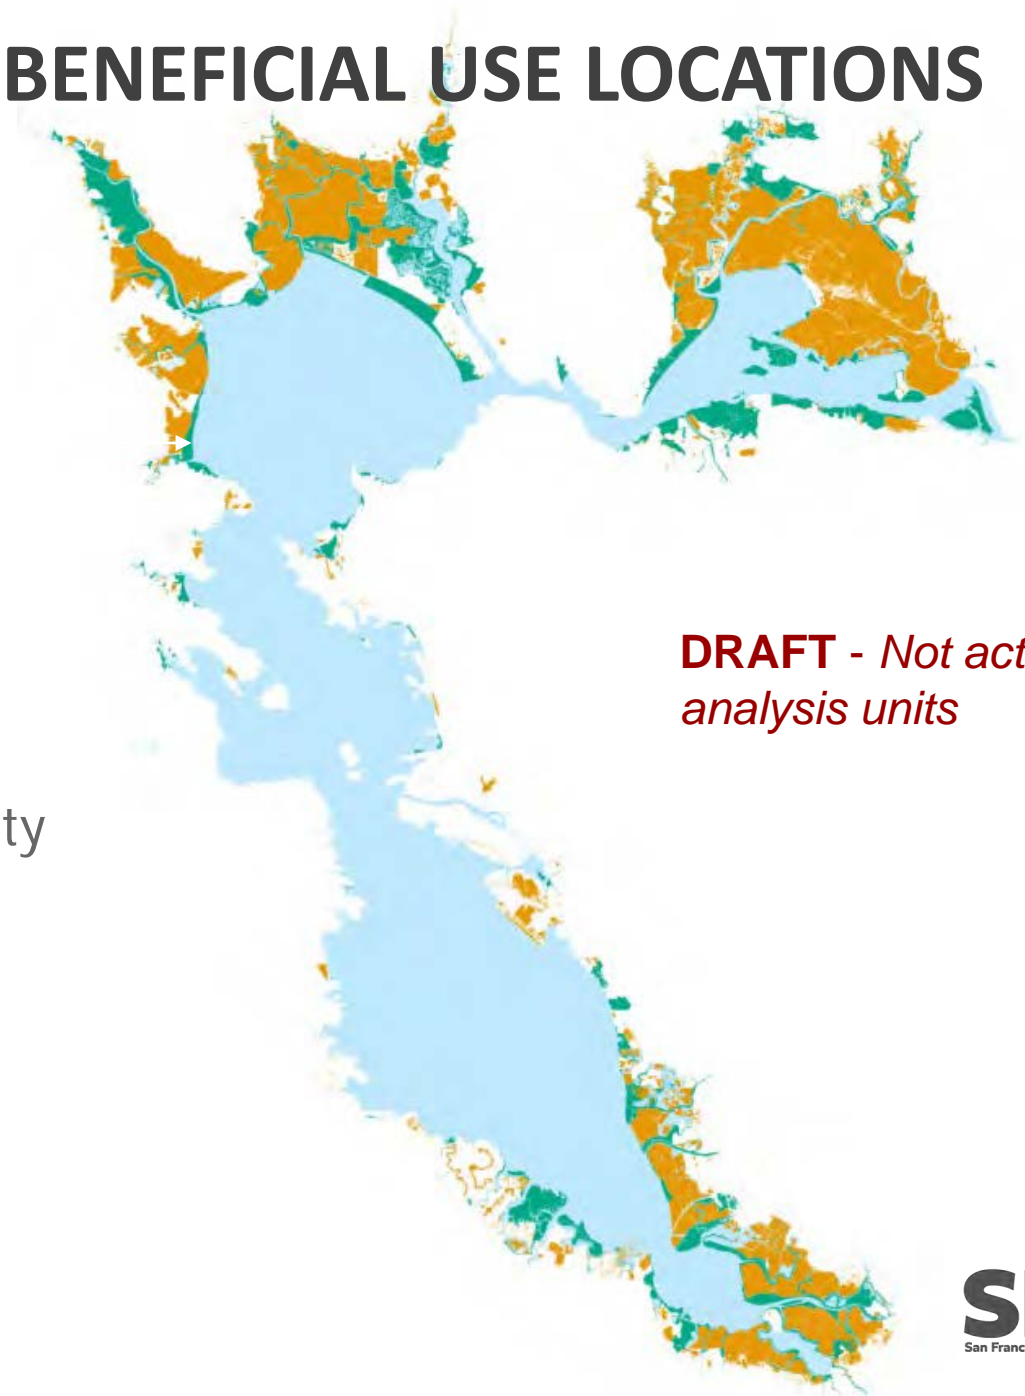 BENEFICIAL USE LOCATIONS
DRAFT - Not act
analysis units
ty
San Franc